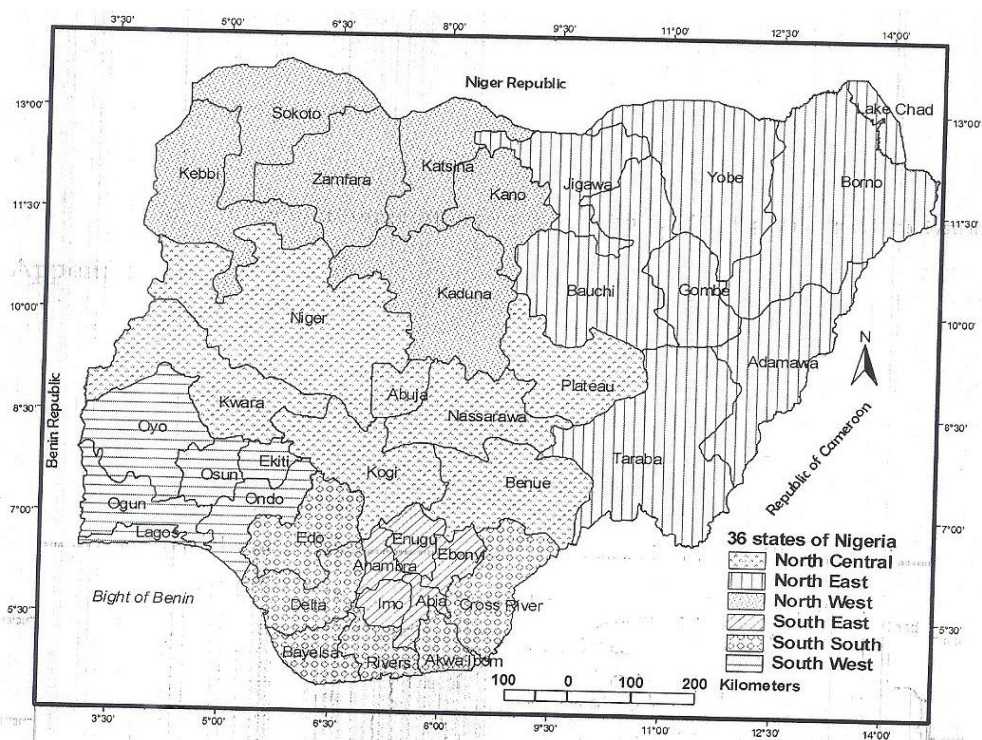 3°30' 5°00' 6°30' 8°00' 9°30' 11°00' 12°30' 14°00'
Niger Republic
13°00' 13°00'
Lake Chad
Sokoto
Katsina
Kebbi Zamfara Kano Jigawa Yobe Borno
11°30' 11°30'
Kaduna Bauchi Gombe
10°00' 10°00'
Niger
N
Adamawa
Abuja Plateau
8°30' Kwara Nassarawa 8°30'
Benin Republic
Oyo
Republic of Cameroon
Osun Ekiti Kogi Taraba
Benue
Ogun Ondo
7°00' 7°00'
Lagos Edo Enugu
Ebonyi
Anambra
Bight of Benin
Delta Imo Abia Cross River
5°30' 5°30'
Bayelsa Rivers Akwa Ibom
36 states of Nigeria
North Central
North East
North West
South East
South South
South West
100 0 100 200 Kilometers
3°30' 5°00' 6°30' 8°00' 9°30' 11°00' 12°30' 14°00'